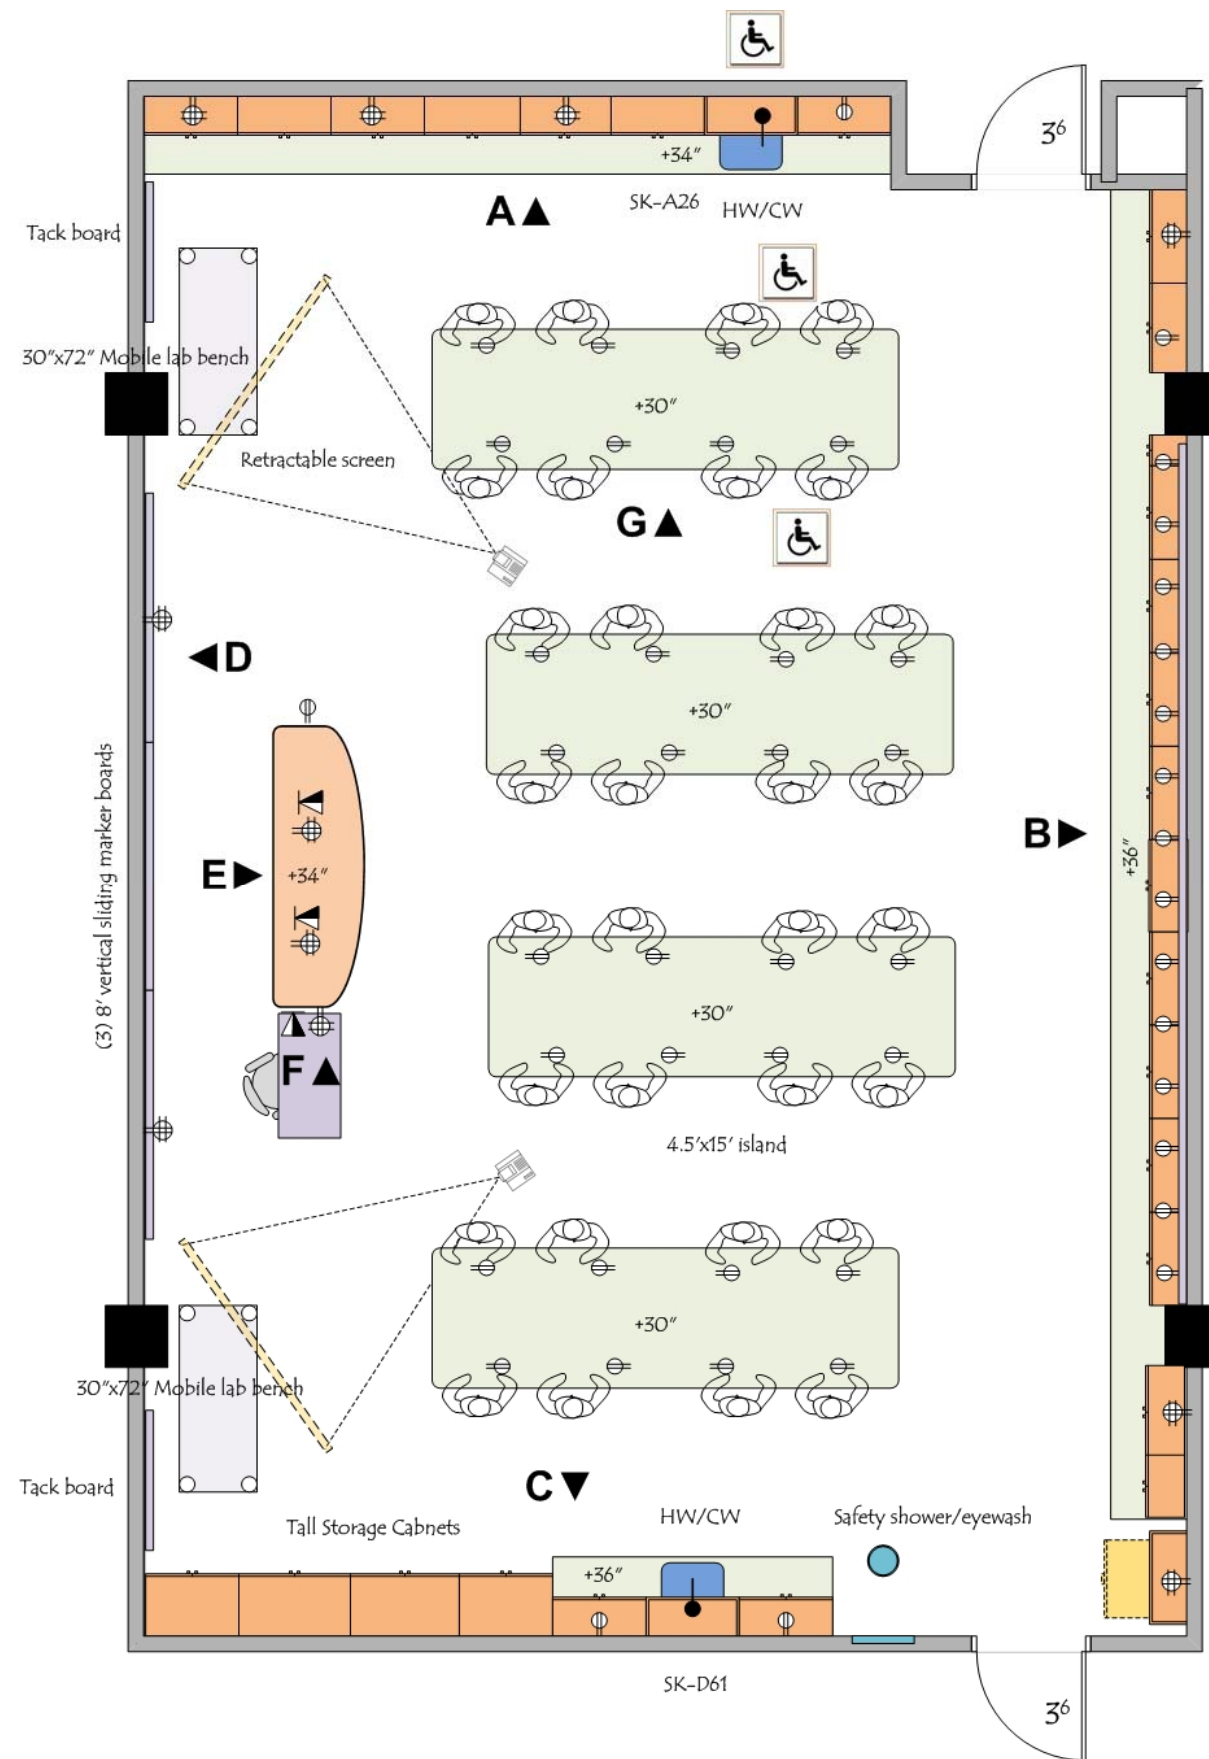 3⁶
+34"
A
SK-A26
HW/CW
Tack board
30"x72" Mobile lab bench
+30"
Retractable screen
G
D
+30"
(3) 8' vertical sliding marker boards
B
+36"
E
+34"
+30"
F
4.5'x15' island
+30"
30"x72" Mobile lab bench
Tack board
C
HW/CW
Safety shower/eyewash
Tall Storage Cabnets
+36"
SK-D61
3⁶